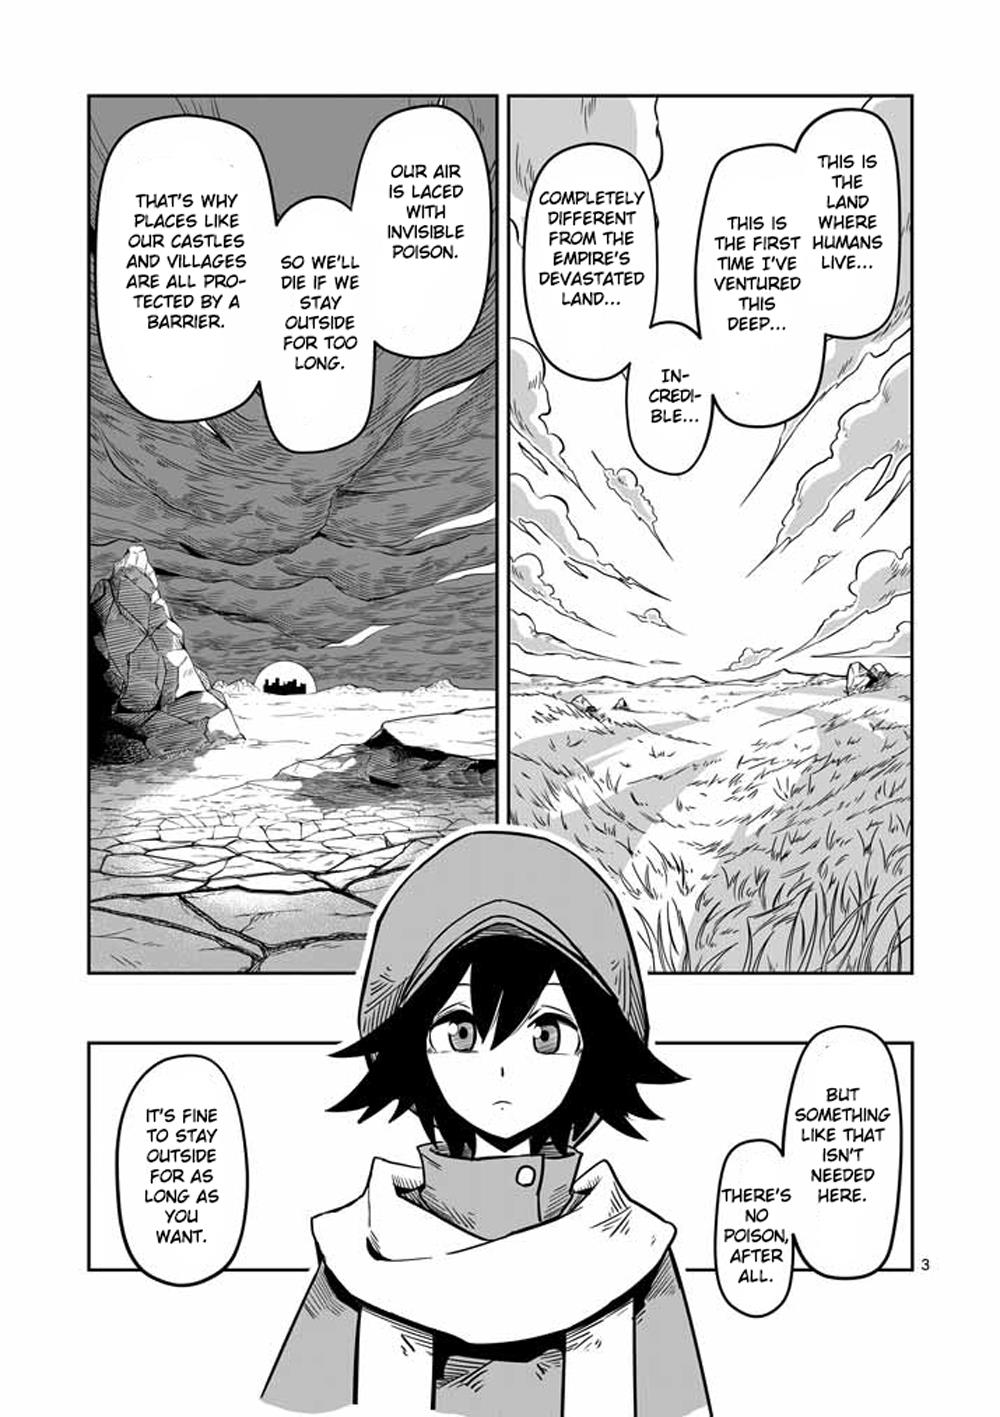 THIS IS
THE
LAND
WHERE
HUMANS
LIVE...
THIS IS
THE FIRST
TIME I'VE
VENTURED
THIS
DEEP...
IN-
CREDI-
BLE...
COMPLETELY
DIFFERENT
FROM THE
EMPIRE'S
DEVASTATED
LAND...
OUR AIR
IS LACED
WITH
INVISIBLE
POISON.
SO WE'LL
DIE IF WE
STAY
OUTSIDE
FOR TOO
LONG.
THAT'S WHY
PLACES LIKE
OUR CASTLES
AND VILLAGES
ARE ALL PRO-
TECTED BY A
BARRIER.
BUT
SOMETHING
LIKE THAT
ISN'T
NEEDED
HERE.
THERE'S
NO
POISON,
AFTER
ALL.
IT'S FINE
TO STAY
OUTSIDE
FOR AS
LONG AS
YOU
WANT.
3